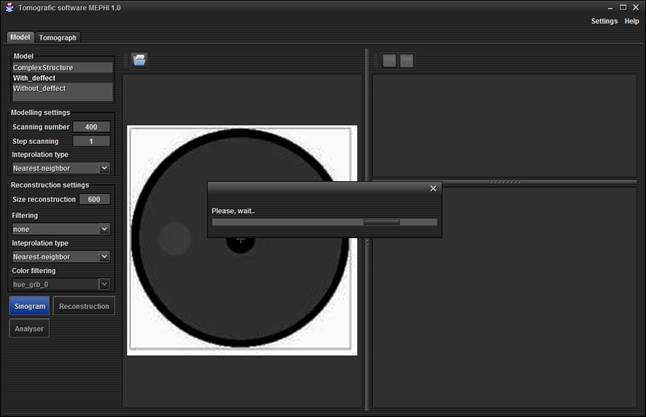 Tomografic software MEPHI 1.0
Settings Help
Model Tomograph
Model
ComplexStructure
With_deffect
Without_deffect
Modelling settings
Scanning number 400
Step scanning 1
Inteprolation type
Nearest-neighbor
Reconstruction settings
Size reconstruction 600
Filtering
none
Inteprolation type
Nearest-neighbor
Color filtering
hue_grb_0
Sinogram Reconstruction
Analyser
Please, wait..